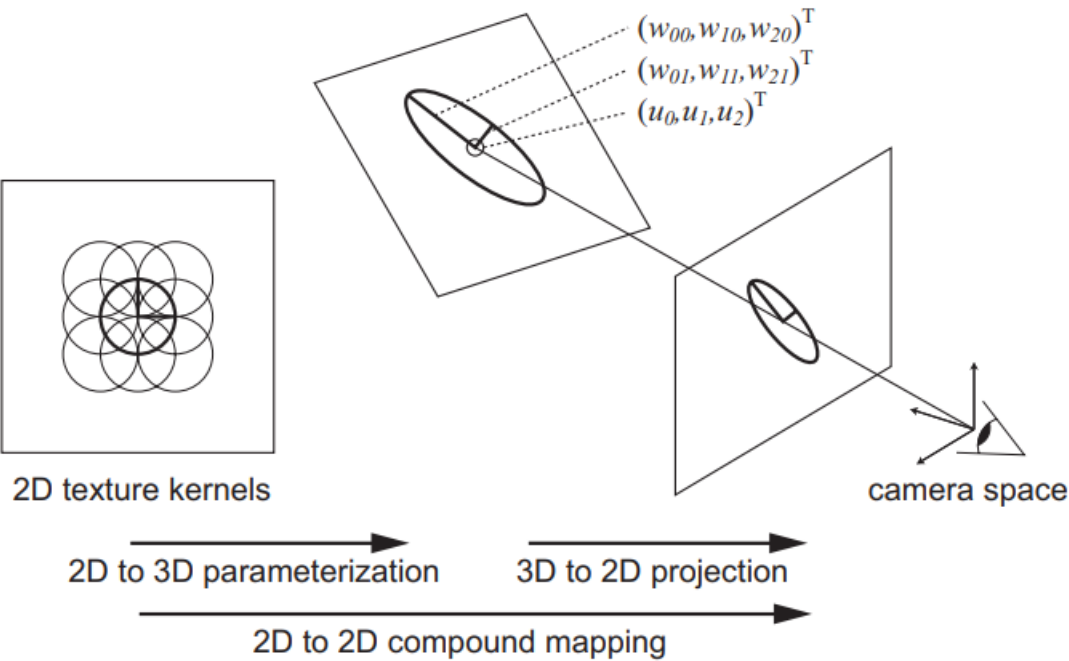 (w₀₀,w₁₀,w₂₀)ᵀ
(w₀₁,w₁₁,w₂₁)ᵀ
(u₀,u₁,u₂)ᵀ
2D texture kernels
camera space
2D to 3D parameterization
3D to 2D projection
2D to 2D compound mapping